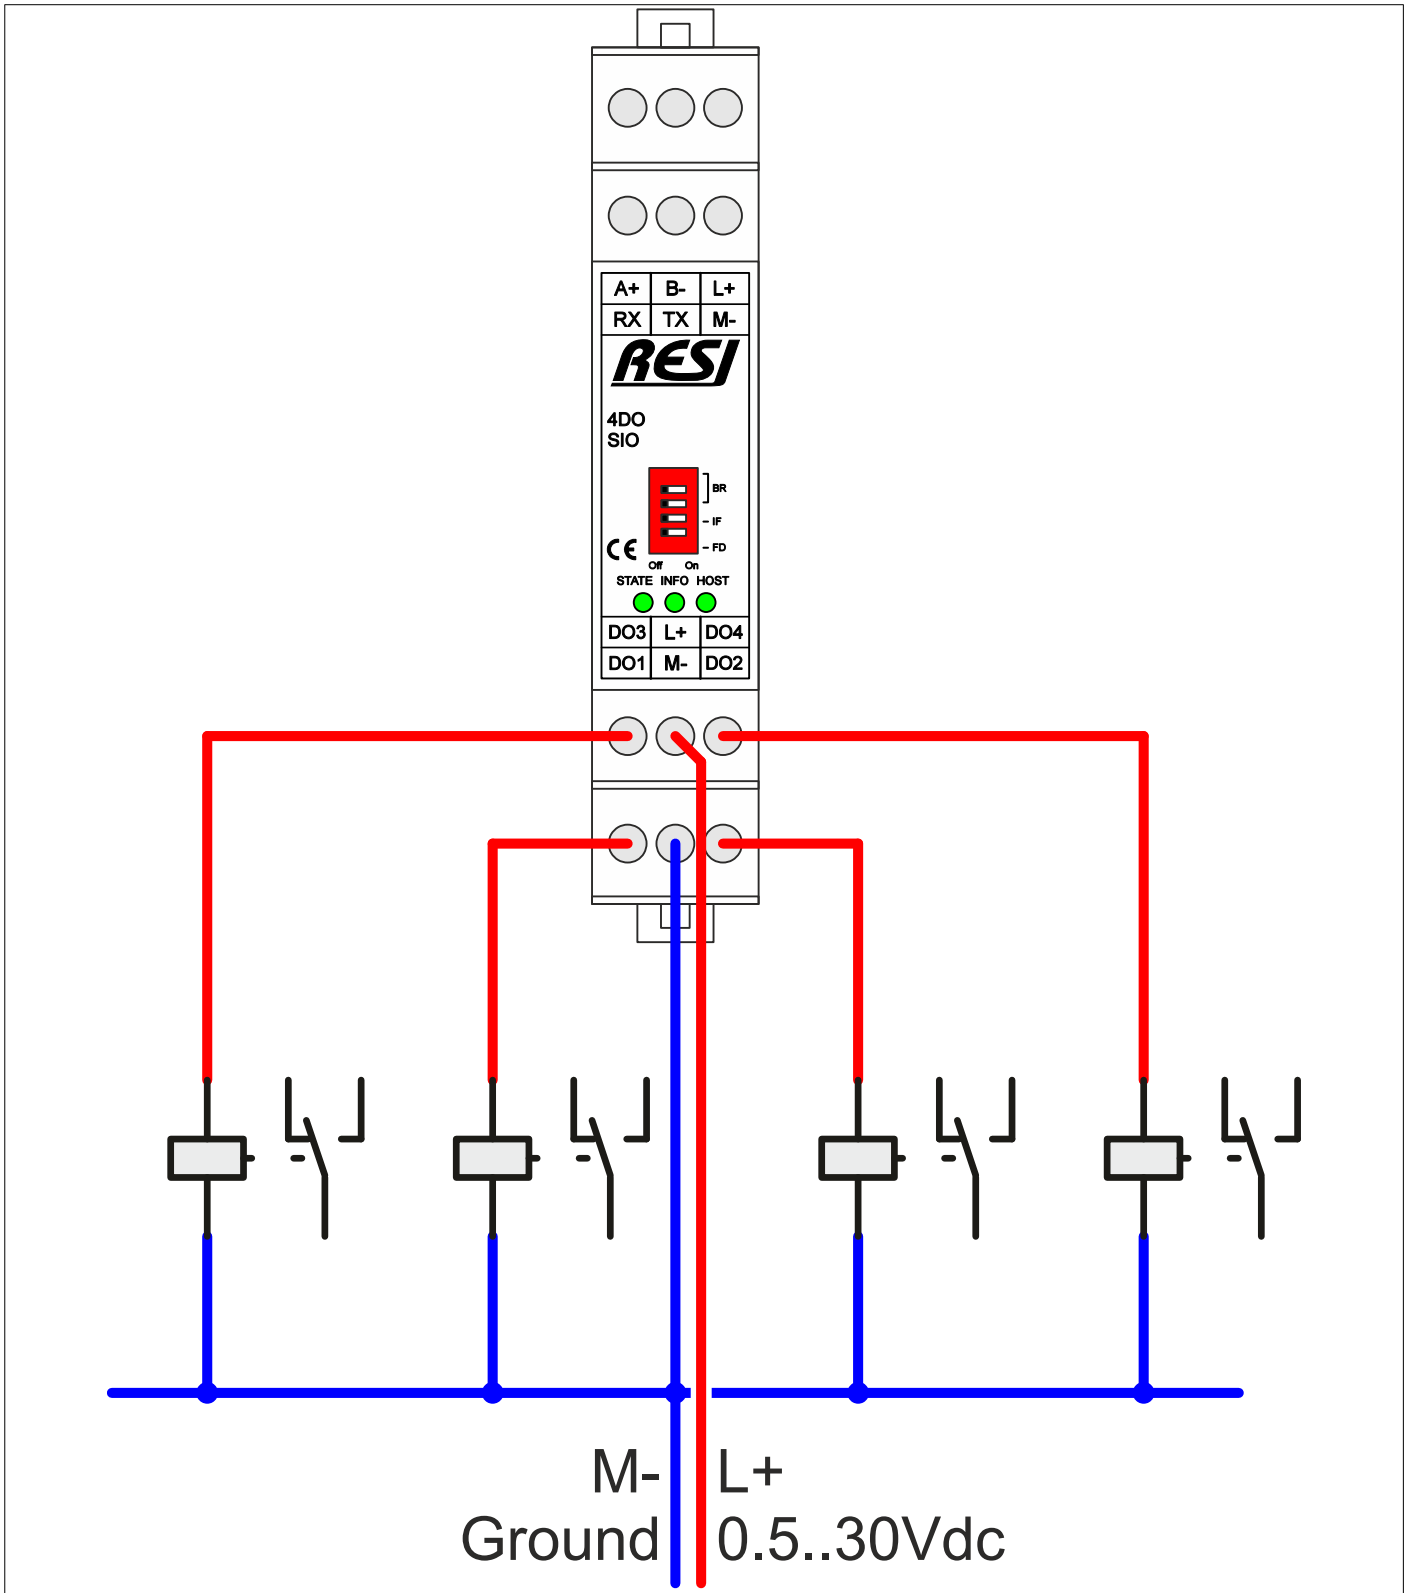 A+ B- L+
RX TX M-
RESI
4DO
SIO
BR
IF
FD
CE
Off On
STATE INFO HOST
DO3 L+ DO4
DO1 M- DO2
M- L+
Ground 0.5..30Vdc